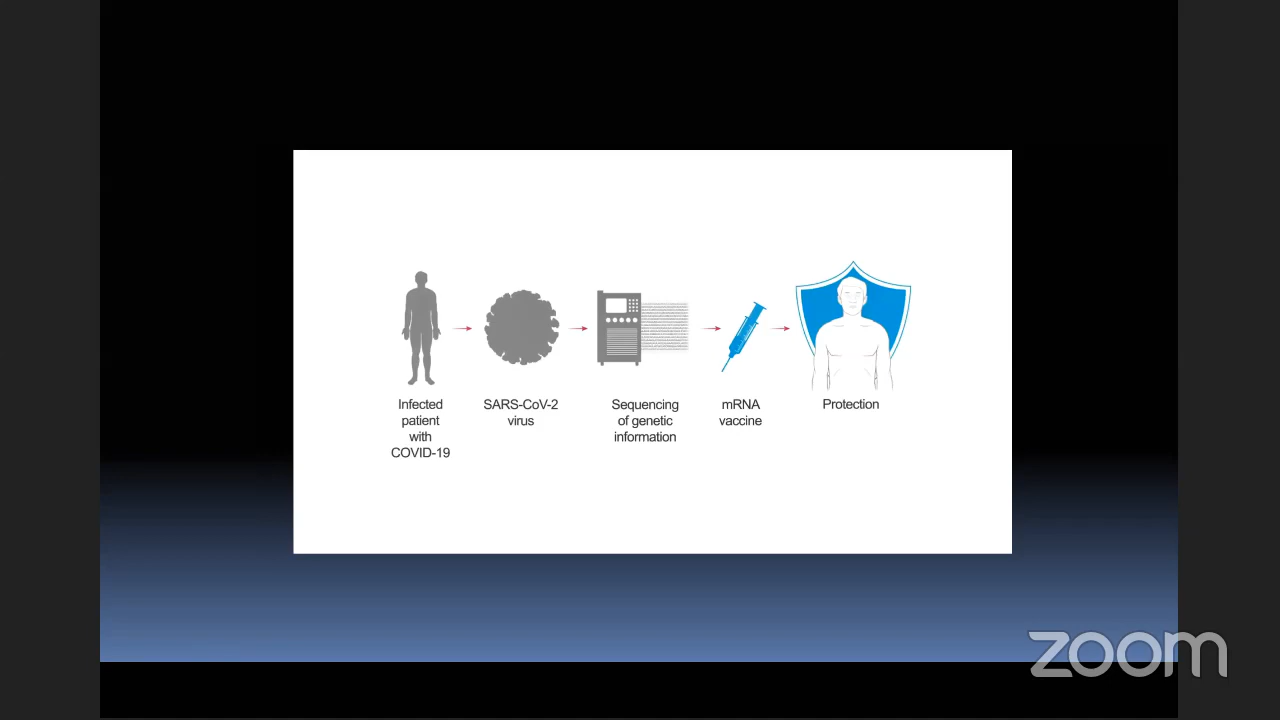 Infected
patient
with
COVID-19
SARS-CoV-2
virus
Sequencing
of genetic
information
mRNA
vaccine
Protection
zoom